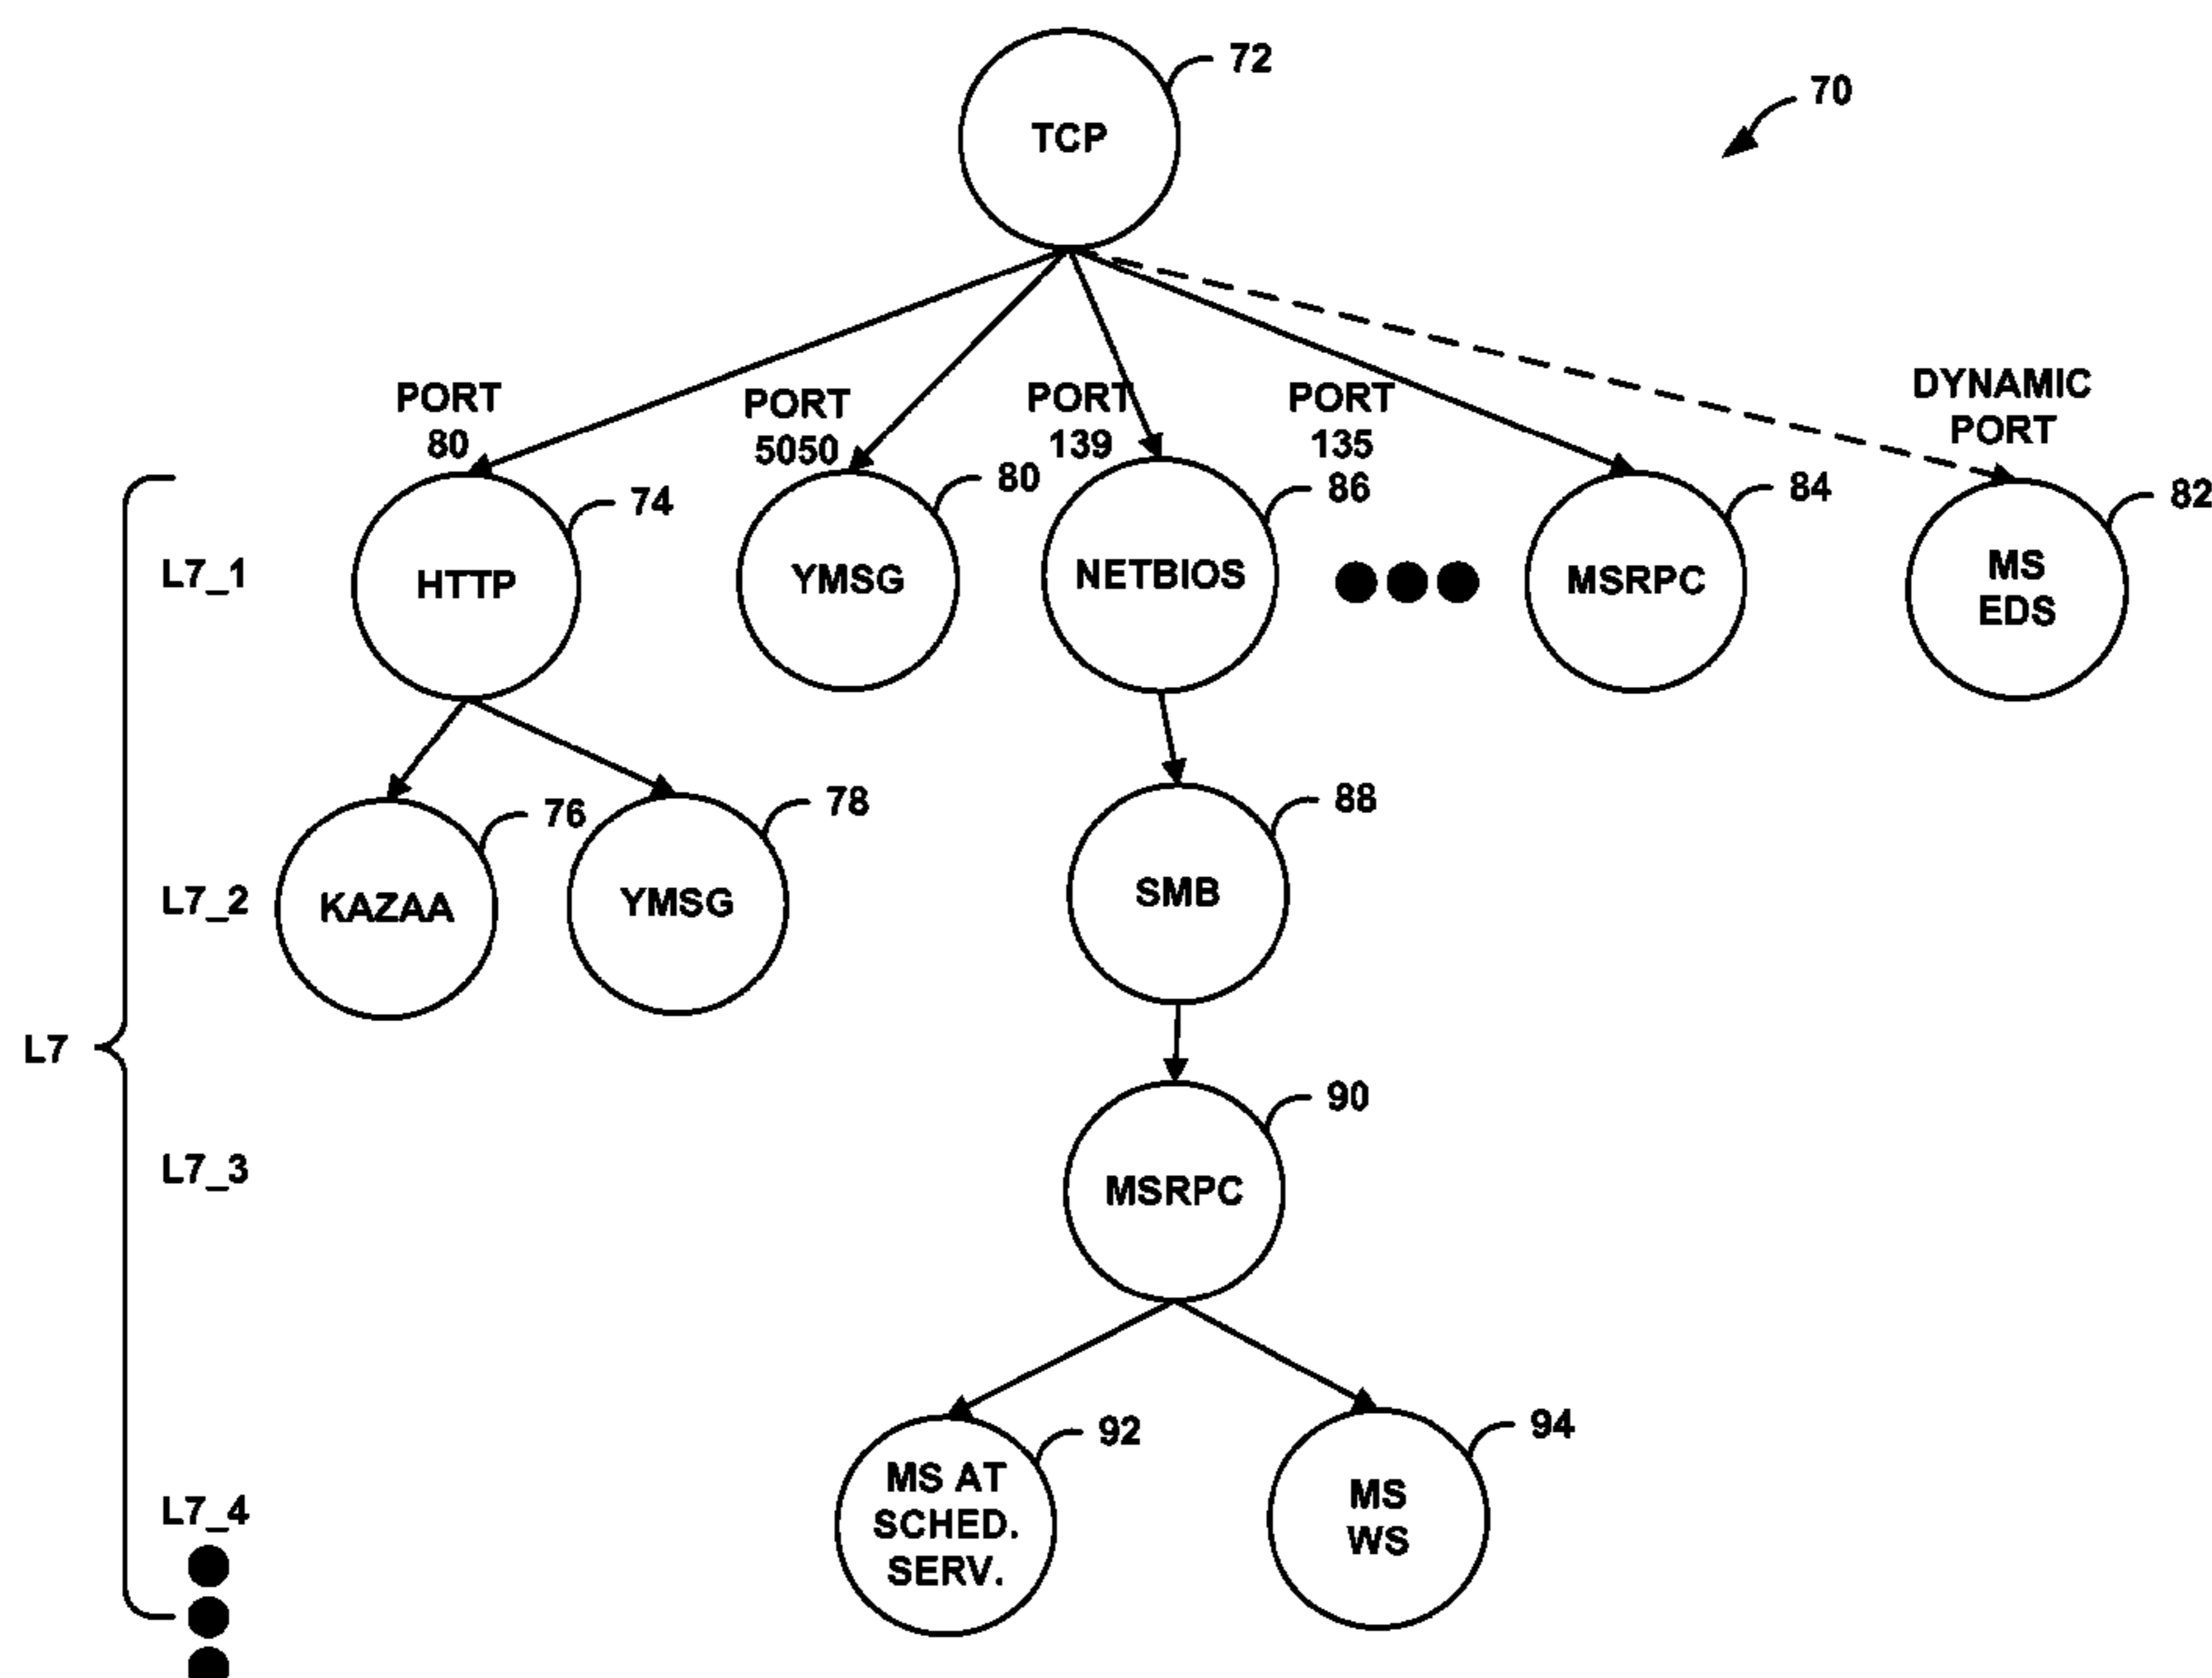 72
70
TCP
PORT
80
PORT
5050
PORT
139
PORT
135
DYNAMIC
PORT
74
80
86
84
82
L7_1
HTTP
YMSG
NETBIOS
MSRPC
MS
EDS
76
78
88
L7_2
KAZAA
YMSG
SMB
L7
90
L7_3
MSRPC
92
94
L7_4
MS AT
SCHED.
SERV.
MS
WS